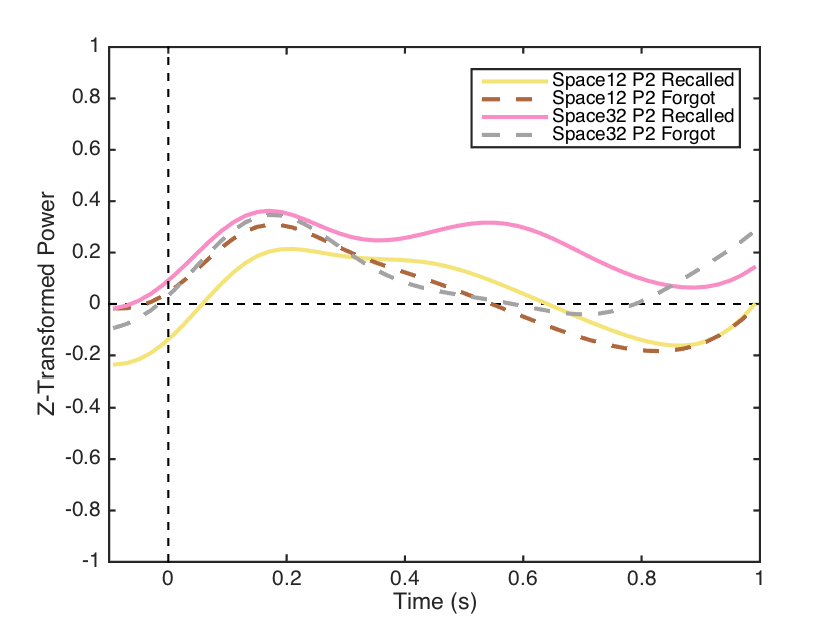 1
0.8
0.6
0.4
0.2
0
-0.2
-0.4
-0.6
-0.8
-1
Z-Transformed Power
Space12 P2 Recalled
Space12 P2 Forgot
Space32 P2 Recalled
Space32 P2 Forgot
0 0.2 0.4 0.6 0.8 1
Time (s)